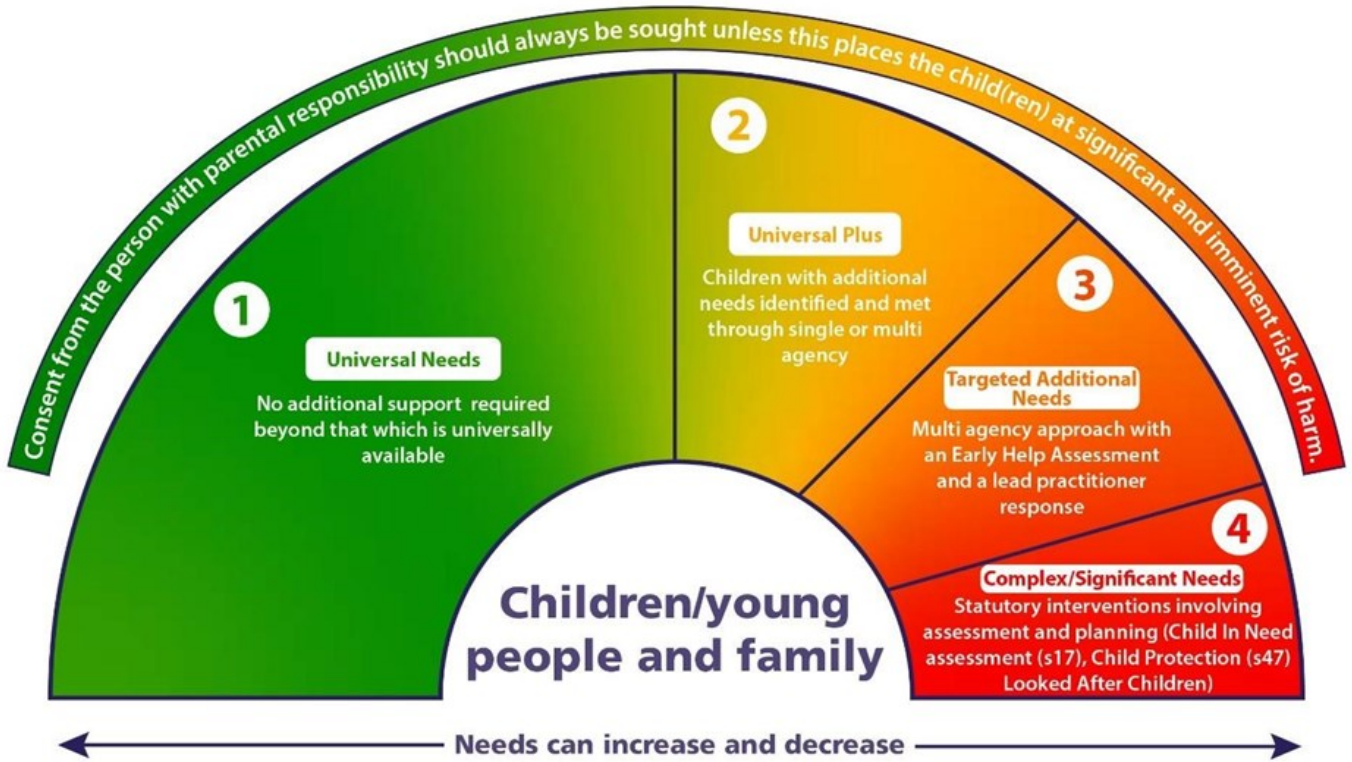 Consent from the person with parental responsibility should always be sought unless this places the child(ren) at significant and imminent risk of harm.
1
Universal Needs
No additional support required
beyond that which is universally
available
2
Universal Plus
Children with additional
needs identified and met
through single or multi
agency
3
Targeted Additional
Needs
Multi agency approach with
an Early Help Assessment
and a lead practitioner
response
4
Complex/Significant Needs
Statutory interventions involving
assessment and planning (Child In Need
assessment (s17), Child Protection (s47)
Looked After Children)
Children/young
people and family
Needs can increase and decrease